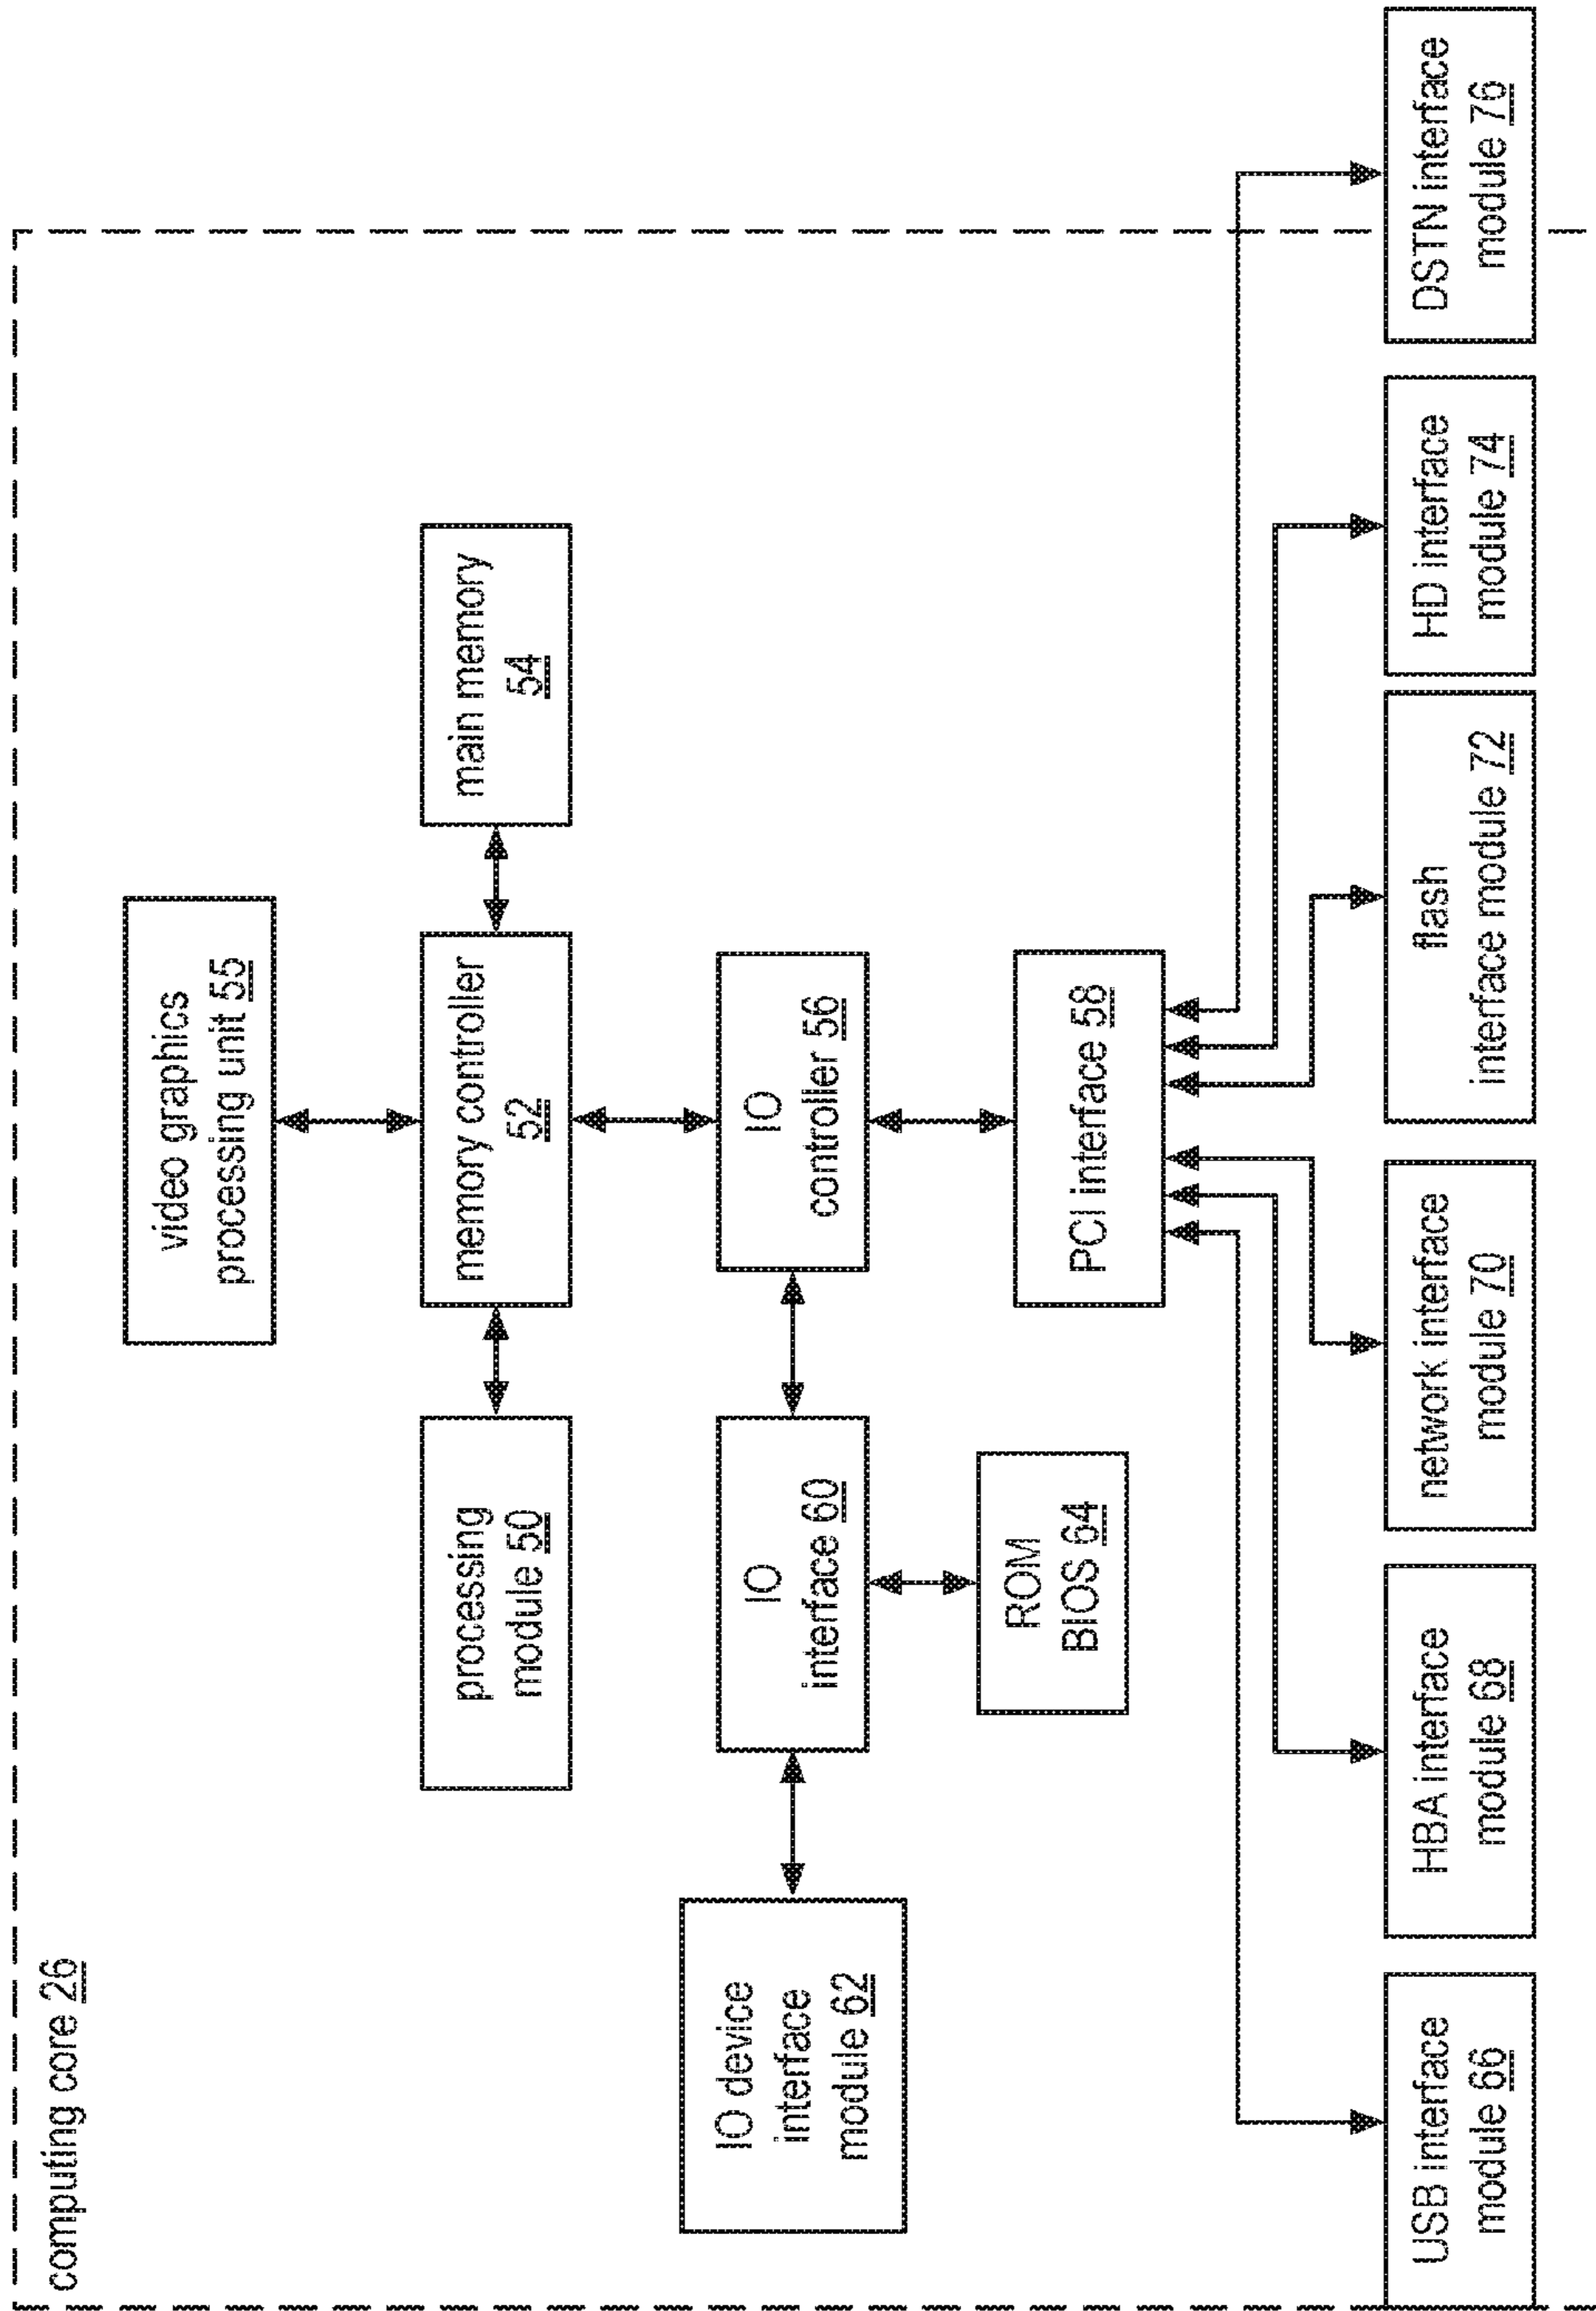 computing core 26
video graphics
processing unit 55
processing
module 50
memory controller
52
main memory
54
IO device
interface
module 62
IO
interface 60
IO
controller 56
ROM
BIOS 64
PCI interface 58
USB interface
module 66
HBA interface
module 68
network interface
module 70
flash
interface module 72
HD interface
module 74
DSTN interface
module 76